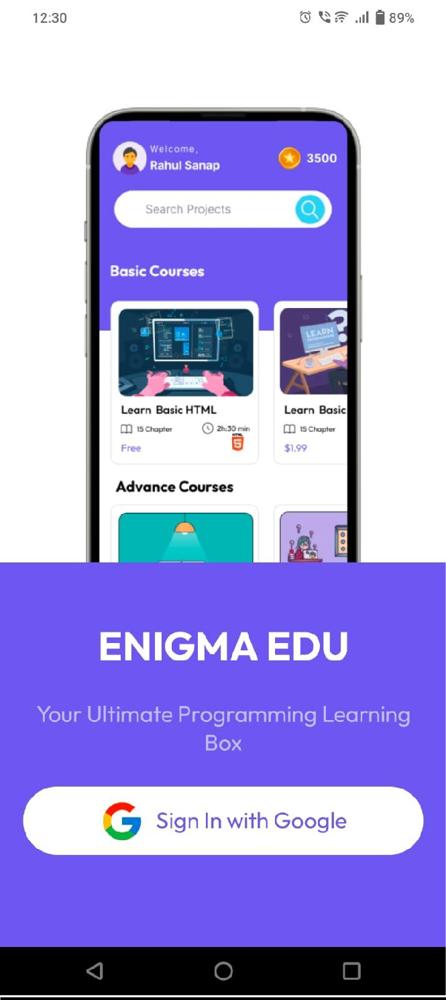 12:30
89%
Welcome,
Rahul Sanap
3500
Search Projects
Basic Courses
LEARN
Learn Basic HTML
15 Chapter
2h:30 min
HTML
5
Free
Learn Basic
15 Chapter
$1.99
Advance Courses
ENIGMA EDU
Your Ultimate Programming Learning
Box
Sign In with Google